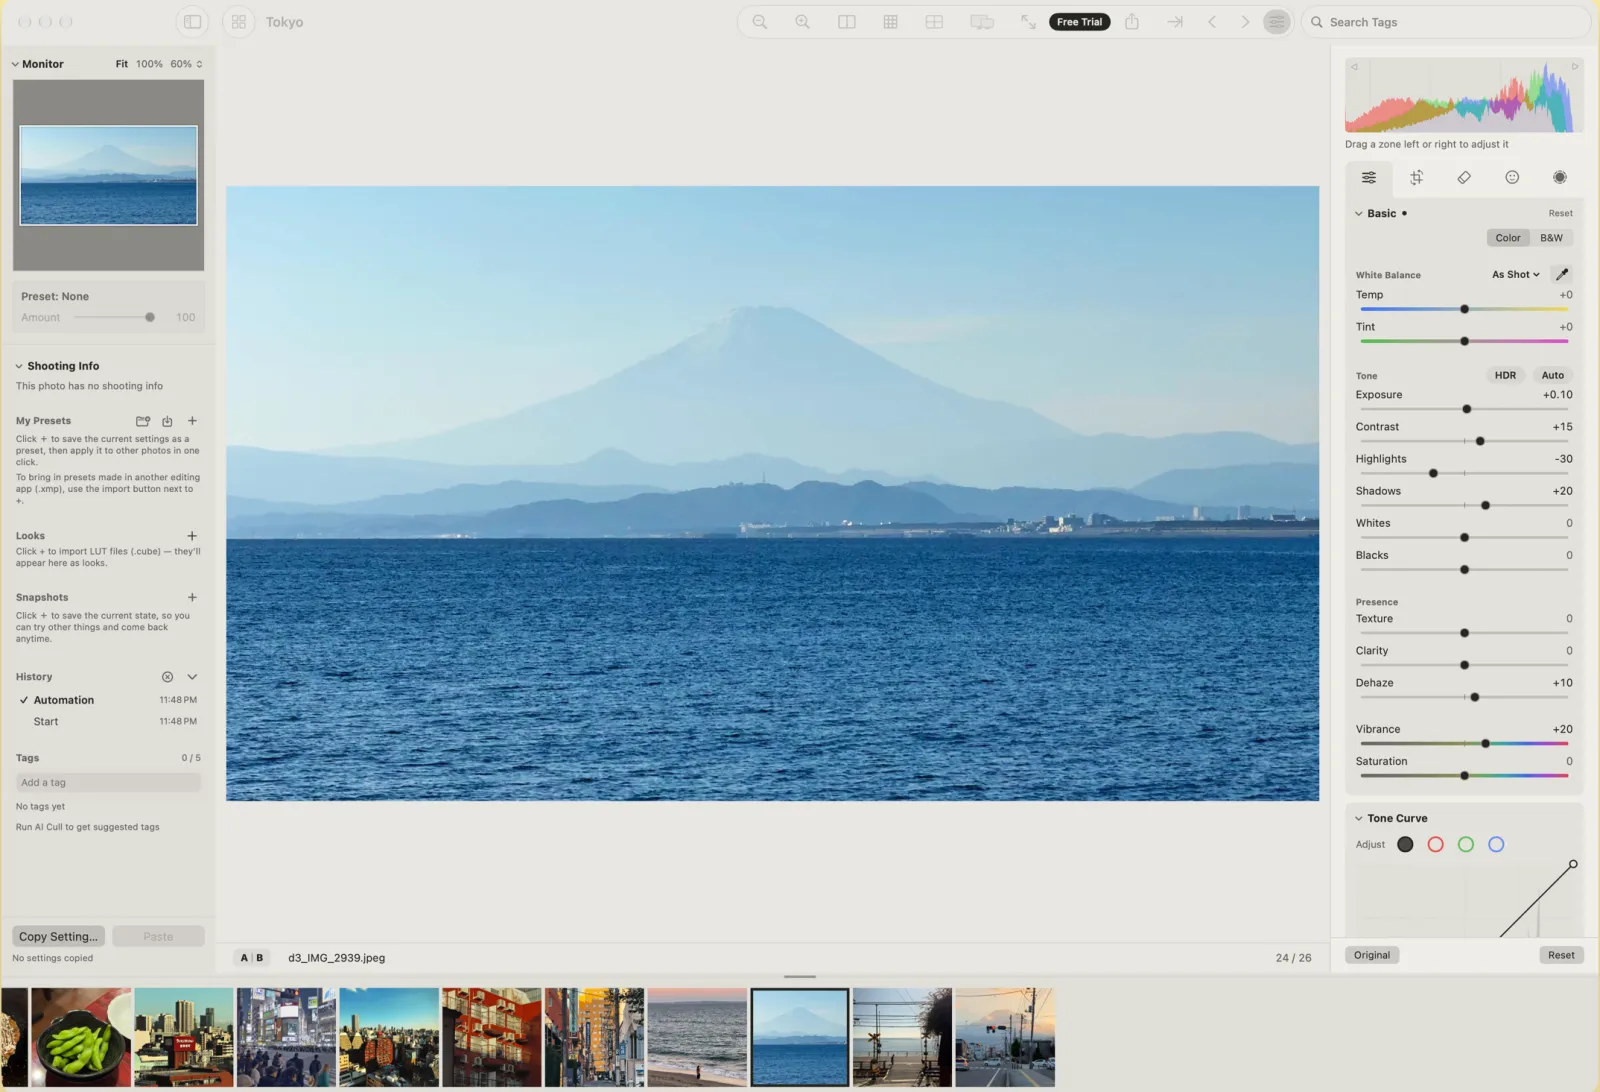 Tokyo
Free Trial
Search Tags
Monitor
Fit 100% 60%
Preset: None
Amount 100
Shooting Info
This photo has no shooting info
My Presets
Click + to save the current settings as a
preset, then apply it to other photos in one
click.
To bring in presets made in another editing
app (.xmp), use the import button next to
+.
Looks
Click + to import LUT files (.cube) — they'll
appear here as looks.
Snapshots
Click + to save the current state, so you
can try other things and come back
anytime.
History
Automation 11:48 PM
Start 11:48 PM
Tags 0 / 5
Add a tag
No tags yet
Run AI Cull to get suggested tags
Copy Setting... Paste
No settings copied
A B d3_IMG_2939.jpeg 24 / 26
Drag a zone left or right to adjust it
Basic Reset
Color B&W
White Balance As Shot
Temp +0
Tint +0
Tone HDR Auto
Exposure +0.10
Contrast +15
Highlights -30
Shadows +20
Whites 0
Blacks 0
Presence
Texture 0
Clarity 0
Dehaze +10
Vibrance +20
Saturation 0
Tone Curve
Adjust
Original Reset